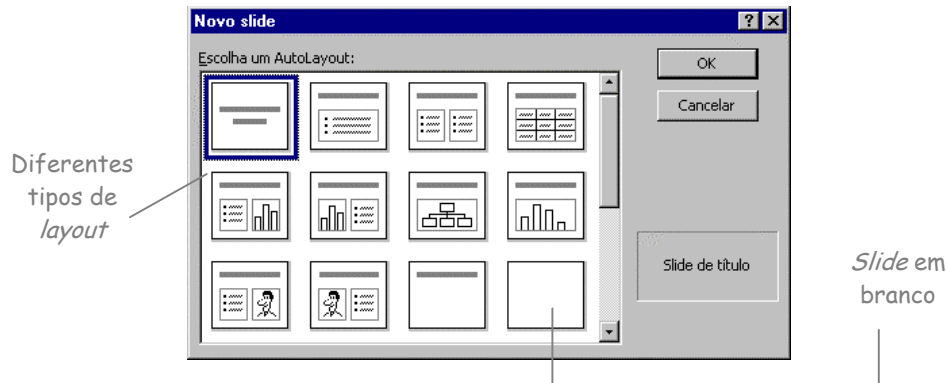 Novo slide
Escolha um AutoLayout:
OK
Cancelar
Diferentes
tipos de
layout
Slide de título
Slide em
branco